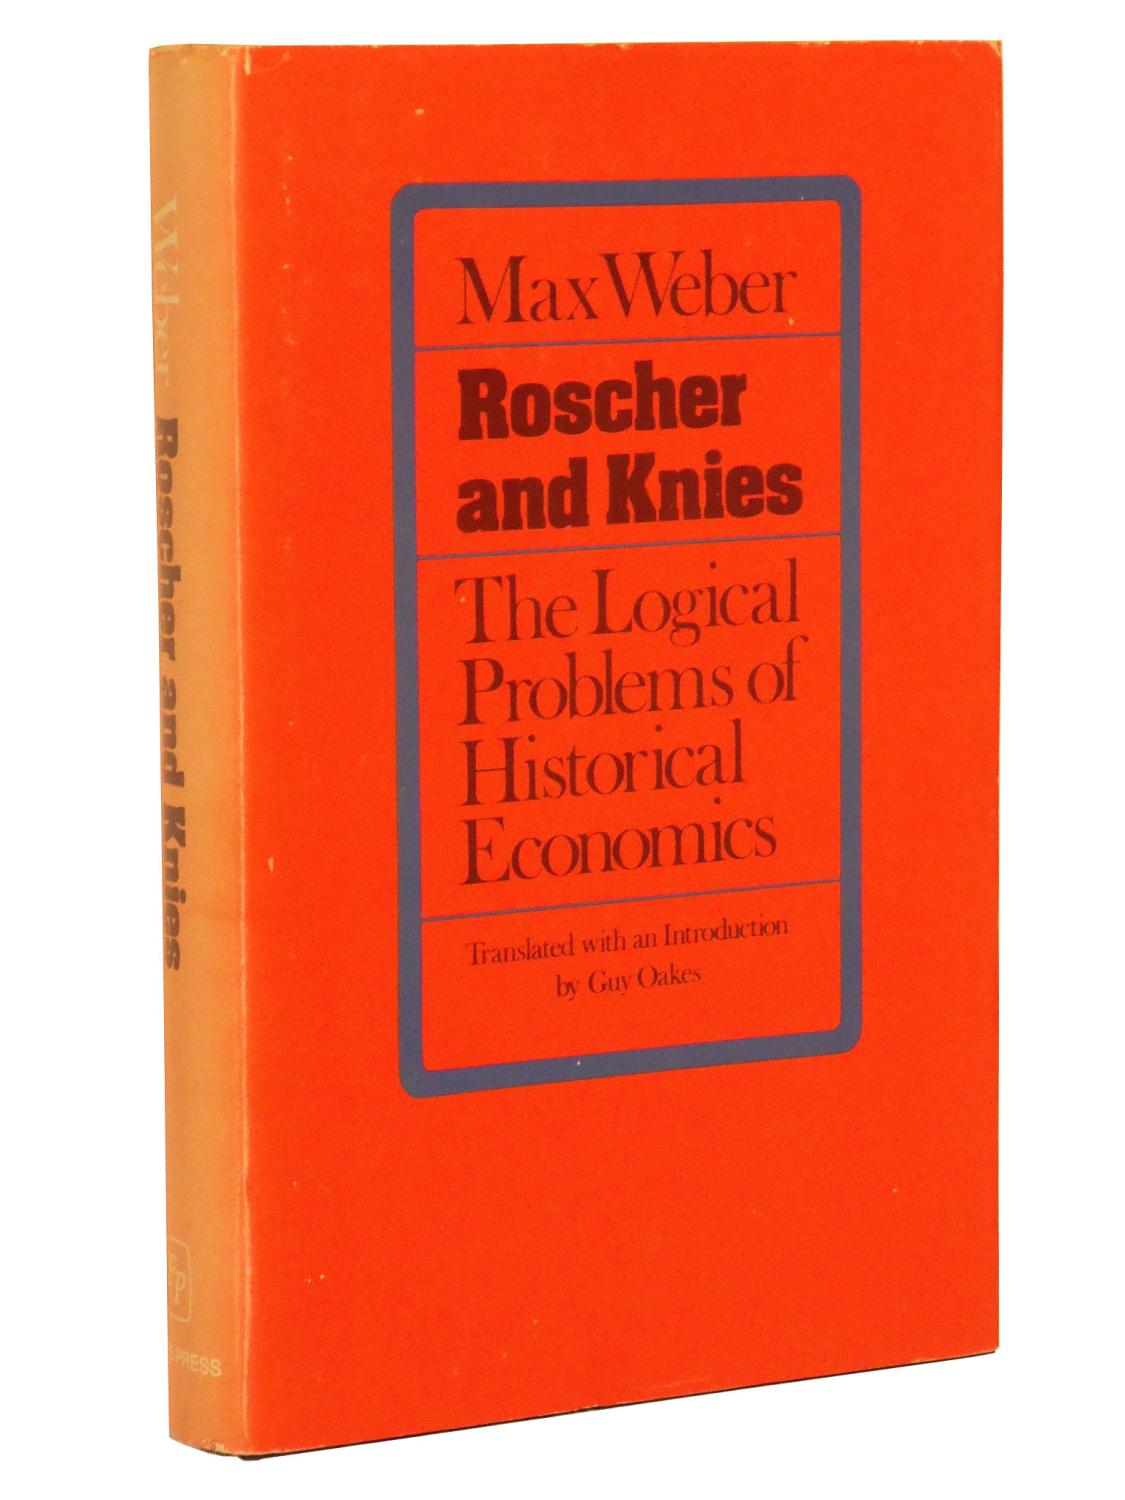 Max Weber
Roscher
and Knies
The Logical
Problems of
Historical
Economics
Translated with an Introduction
by Guy Oakes
Weber Roscher and Knies
FP
PRESS